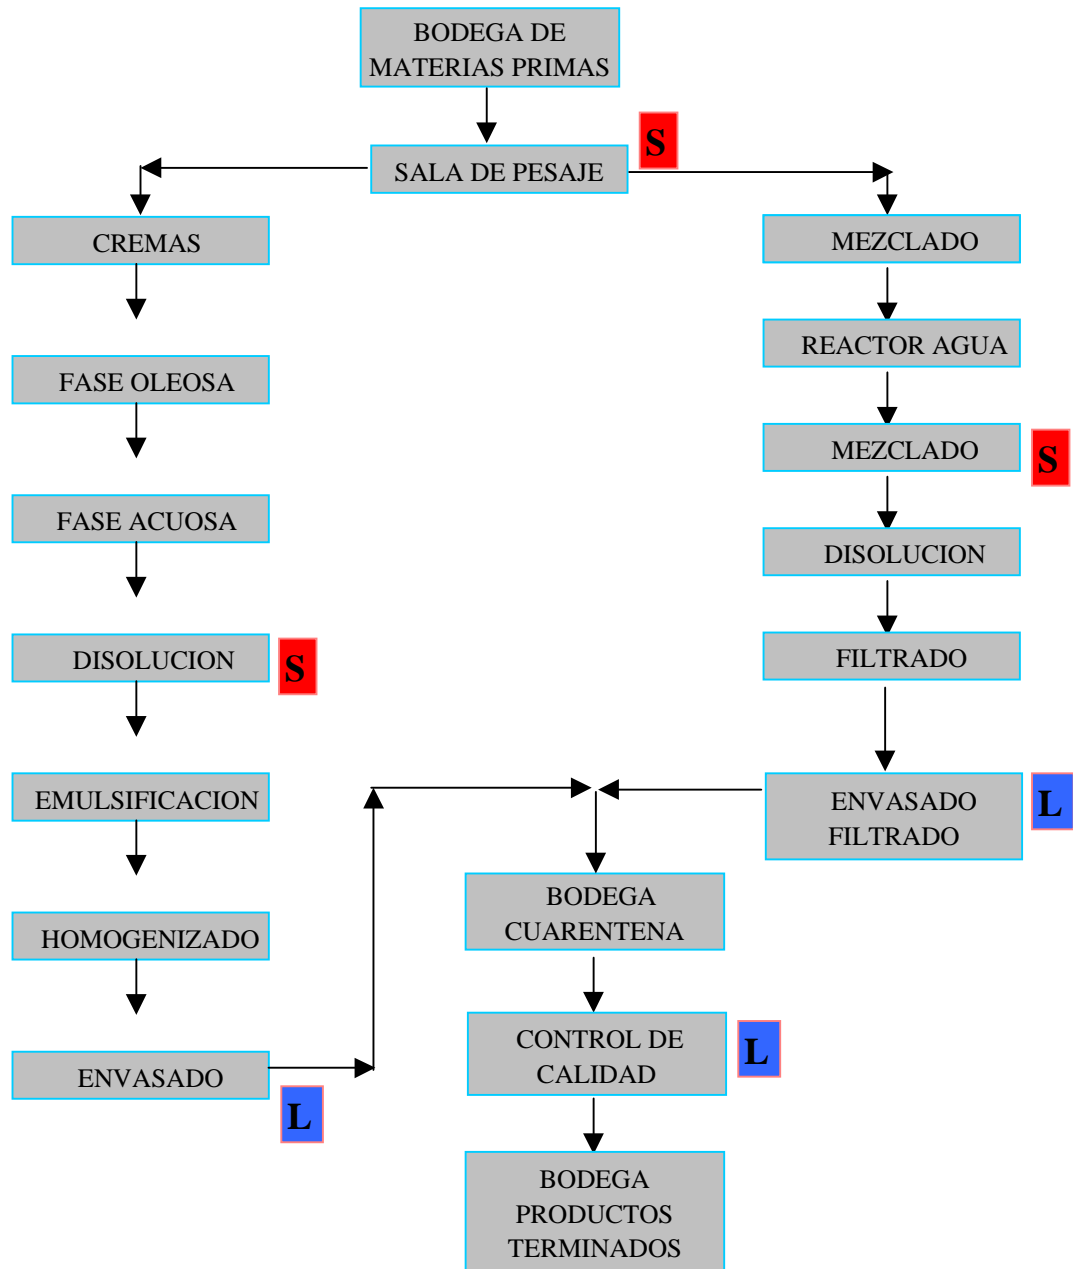 BODEGA DE
MATERIAS PRIMAS
S
SALA DE PESAJE
CREMAS
MEZCLADO
REACTOR AGUA
FASE OLEOSA
MEZCLADO
S
FASE ACUOSA
DISOLUCION
DISOLUCION
S
FILTRADO
EMULSIFICACION
ENVASADO
FILTRADO
L
BODEGA
CUARENTENA
HOMOGENIZADO
CONTROL DE
CALIDAD
L
ENVASADO
L
BODEGA
PRODUCTOS
TERMINADOS